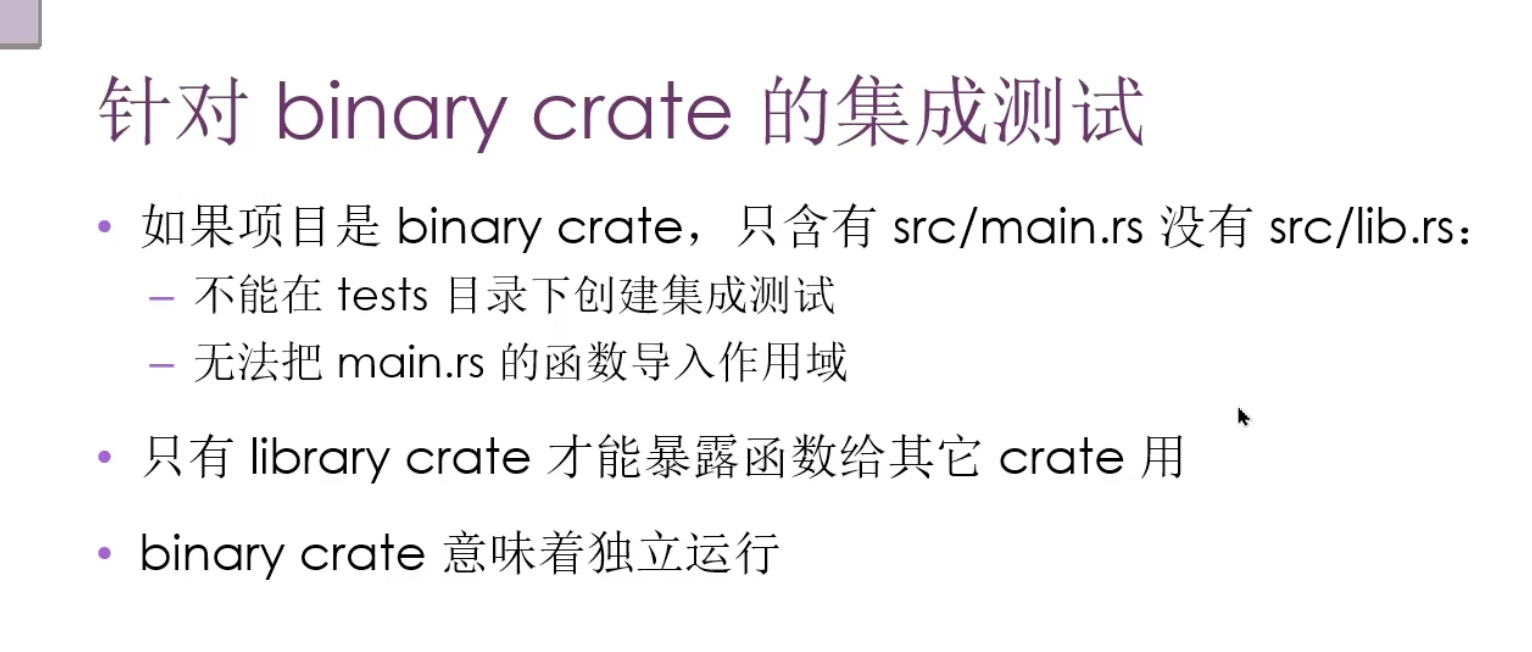 针对 binary crate 的集成测试
• 如果项目是 binary crate，只含有 src/main.rs 没有 src/lib.rs：
– 不能在 tests 目录下创建集成测试
– 无法把 main.rs 的函数导入作用域
• 只有 library crate 才能暴露函数给其它 crate 用
• binary crate 意味着独立运行